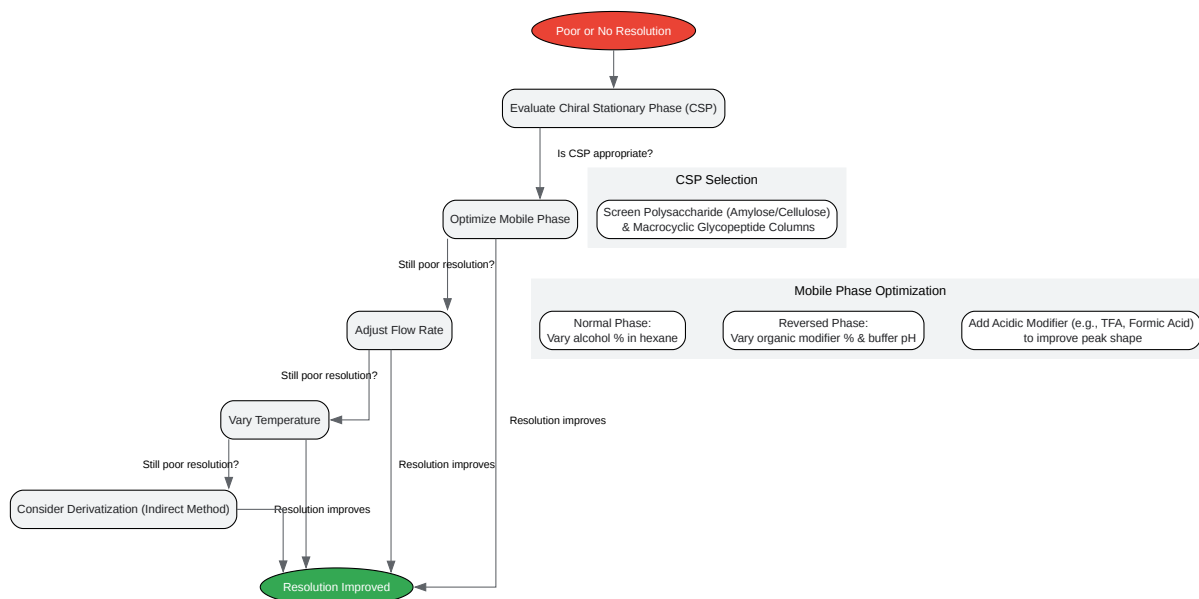 Poor or No Resolution
Evaluate Chiral Stationary Phase (CSP)
Is CSP appropriate?
CSP Selection
Screen Polysaccharide (Amylose/Cellulose)
& Macrocyclic Glycopeptide Columns
Optimize Mobile Phase
Still poor resolution?
Mobile Phase Optimization
Normal Phase:
Vary alcohol % in hexane
Reversed Phase:
Vary organic modifier % & buffer pH
Add Acidic Modifier (e.g., TFA, Formic Acid)
to improve peak shape
Adjust Flow Rate
Still poor resolution?
Vary Temperature
Resolution improves
Still poor resolution?
Resolution improves
Consider Derivatization (Indirect Method)
Resolution improves
Resolution Improved